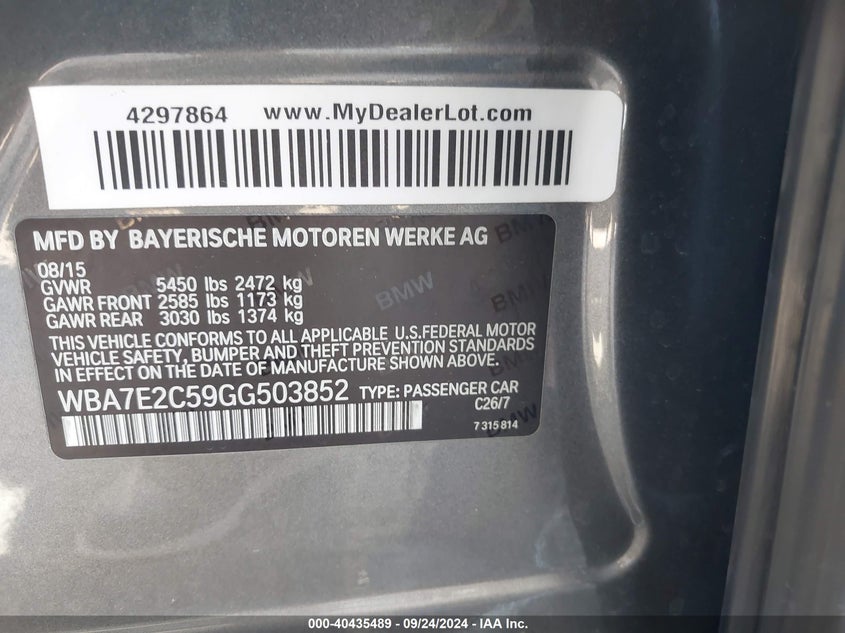 4297864 www.MyDealerLot.com
MFD BY BAYERISCHE MOTOREN WERKE AG
08/15
GVWR 5450 lbs 2472 kg
GAWR FRONT 2585 lbs 1173 kg
GAWR REAR 3030 lbs 1374 kg
THIS VEHICLE CONFORMS TO ALL APPLICABLE U.S.FEDERAL MOTOR
VEHICLE SAFETY, BUMPER AND THEFT PREVENTION STANDARDS
IN EFFECT ON THE DATE OF MANUFACTURE SHOWN ABOVE.
WBA7E2C59GG503852 TYPE: PASSENGER CAR
C26/7
7 315 814
BMW
BMW
000-40435489 - 09/24/2024 - IAA Inc.